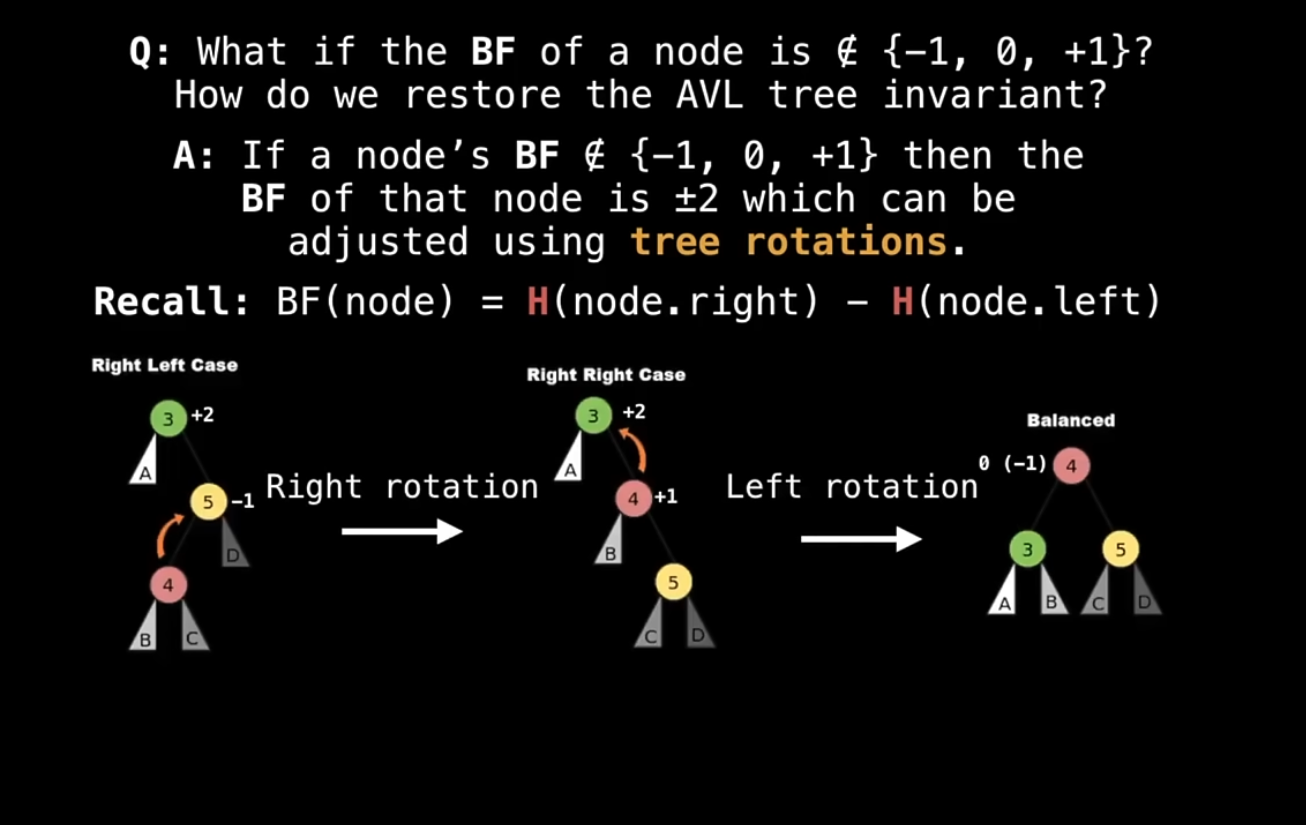 Q: What if the BF of a node is ∉ {−1, 0, +1}?
How do we restore the AVL tree invariant?
A: If a node’s BF ∉ {−1, 0, +1} then the
BF of that node is ±2 which can be
adjusted using tree rotations.
Recall: BF(node) = H(node.right) − H(node.left)
Right Left Case
3 +2
A
5 −1
D
4
B C
Right rotation
Right Right Case
3 +2
A
4 +1
B
5
C D
Left rotation
Balanced
0 (−1) 4
3 5
A B C D